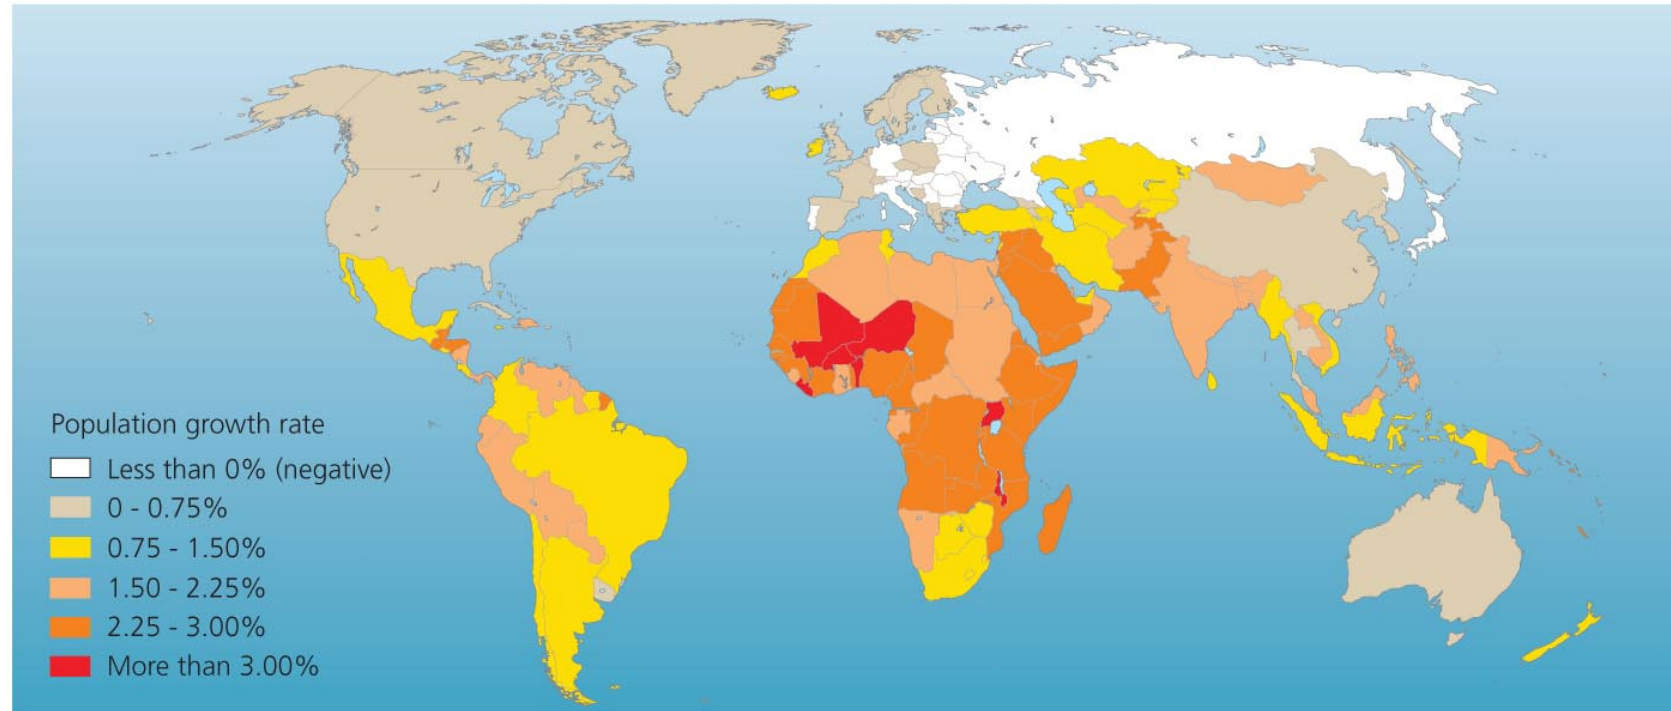 Population growth rate
Less than 0% (negative)
0 - 0.75%
0.75 - 1.50%
1.50 - 2.25%
2.25 - 3.00%
More than 3.00%